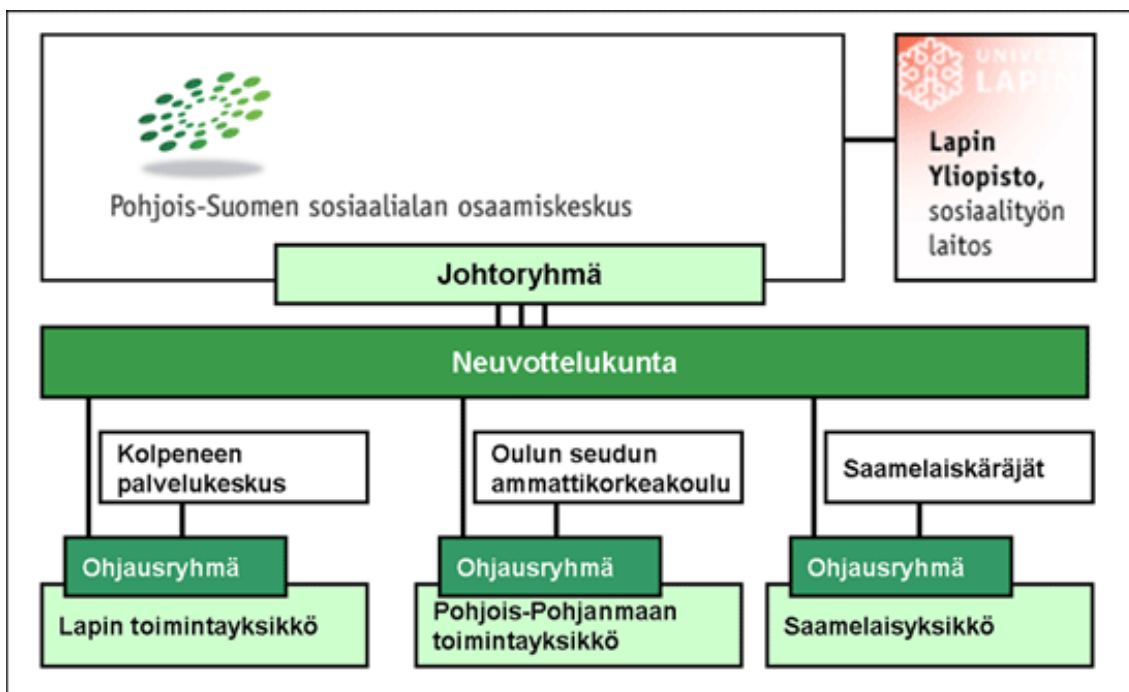 Pohjois-Suomen sosiaalialan osaamiskeskus
LAPIN
Lapin
Yliopisto,
sosiaalityön
laitos
Johtoryhmä
Neuvottelukunta
Kolpeneen
palvelukeskus
Oulun seudun
ammattikorkeakoulu
Saamelaiskäräjät
Ohjausryhmä
Ohjausryhmä
Ohjausryhmä
Lapin toimintayksikkö
Pohjois-Pohjanmaan
toimintayksikkö
Saamelaisyksikkö